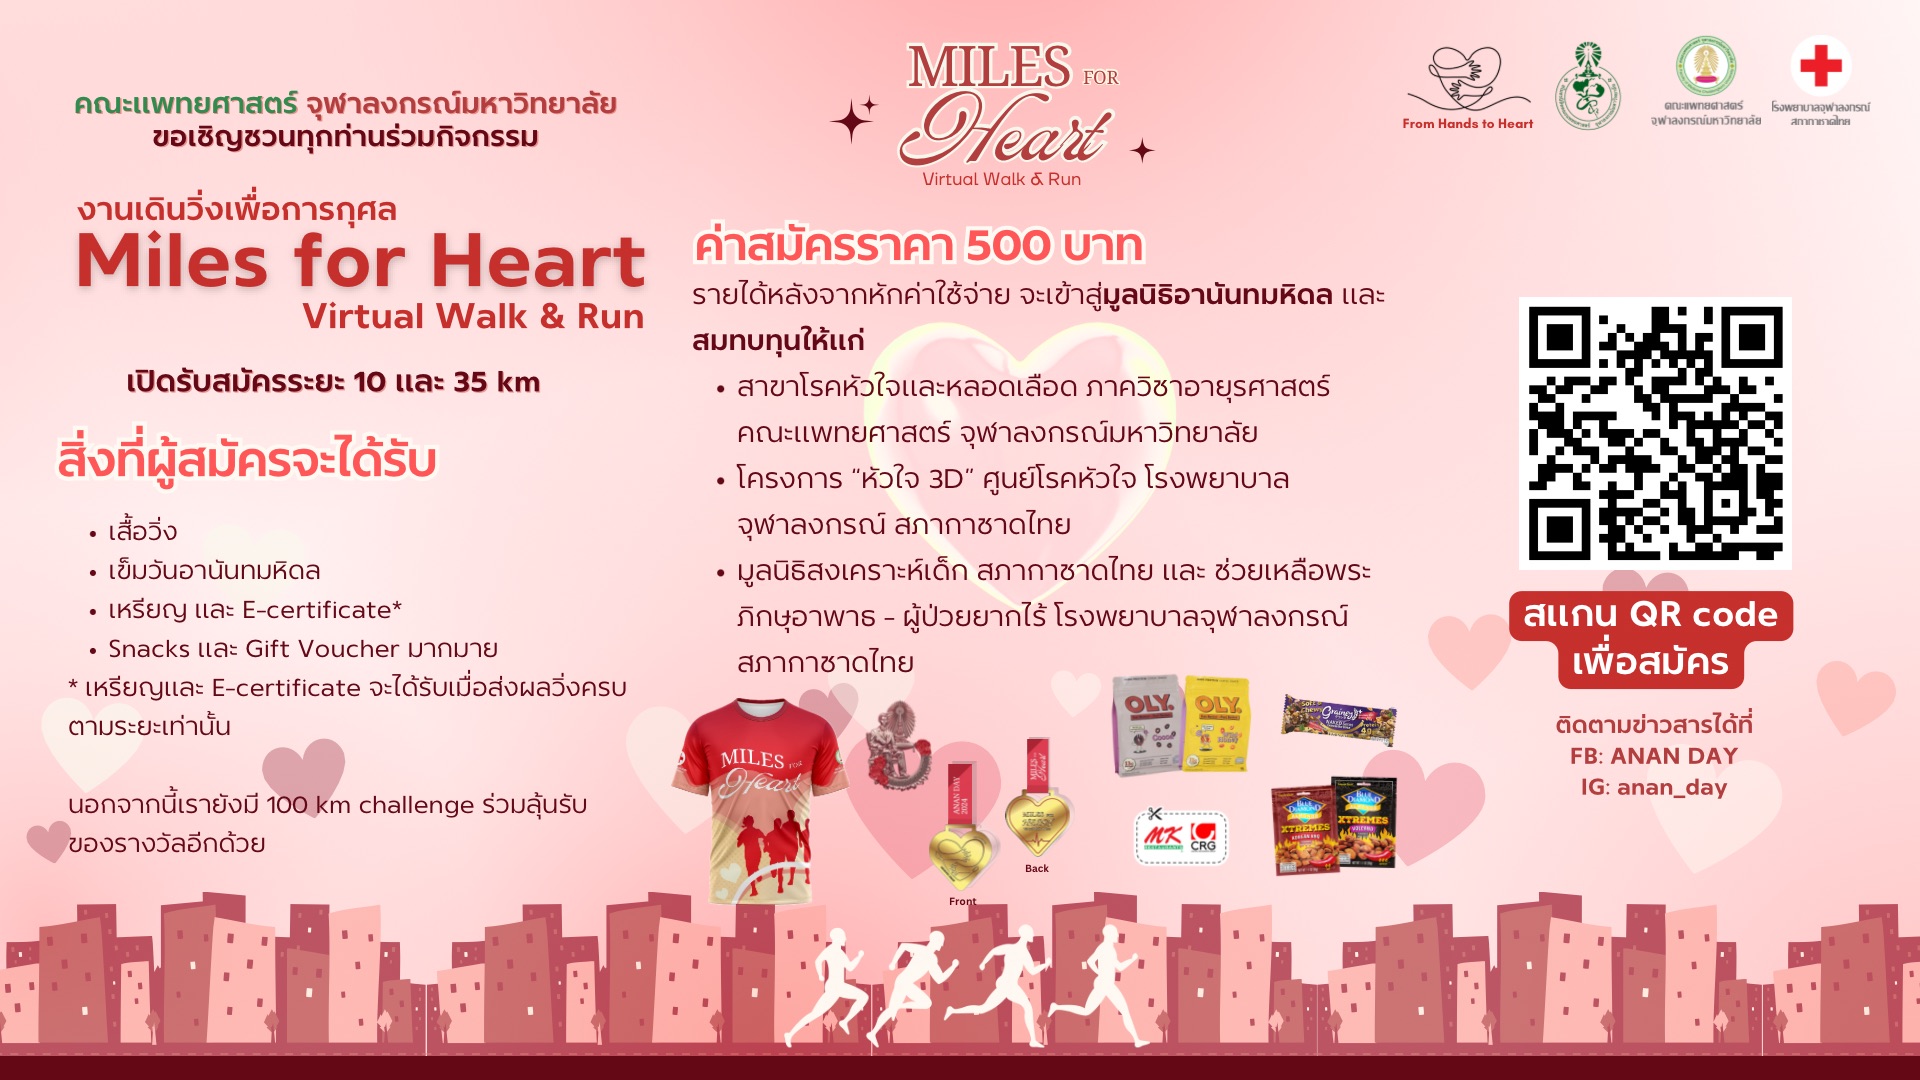 คณะแพทยศาสตร์ จุฬาลงกรณ์มหาวิทยาลัย
ขอเชิญชวนทุกท่านร่วมกิจกรรม
งานเดินวิ่งเพื่อการกุศล
Miles for Heart
Virtual Walk & Run
เปิดรับสมัครระยะ 10 และ 35 km
สิ่งที่ผู้สมัครจะได้รับ
• เสื้อวิ่ง
• เข็มวันอานันทมหิดล
• เหรียญ และ E-certificate*
• Snacks และ Gift Voucher มากมาย
* เหรียญและ E-certificate จะได้รับเมื่อส่งผลวิ่งครบ
ตามระยะเท่านั้น
นอกจากนี้เรายังมี 100 km challenge ร่วมลุ้นรับ
ของรางวัลอีกด้วย
MILES FOR
Heart
Virtual Walk & Run
ค่าสมัครราคา 500 บาท
รายได้หลังจากหักค่าใช้จ่าย จะเข้าสู่มูลนิธิอานันทมหิดล และ
สมทบทุนให้แก่
• สาขาโรคหัวใจและหลอดเลือด ภาควิชาอายุรศาสตร์
คณะแพทยศาสตร์ จุฬาลงกรณ์มหาวิทยาลัย
• โครงการ “หัวใจ 3D” ศูนย์โรคหัวใจ โรงพยาบาล
จุฬาลงกรณ์ สภากาชาดไทย
• มูลนิธิสงเคราะห์เด็ก สภากาชาดไทย และ ช่วยเหลือพระ
ภิกษุอาพาธ - ผู้ป่วยยากไร้ โรงพยาบาลจุฬาลงกรณ์
สภากาชาดไทย
MILES FOR
Heart
ANAN DAY
2024
Front
MILES FOR
Heart
Back
OLY.
OLY.
Grainey
MK
RESTAURANTS
CRG
BLUE DIAMOND
XTREMES
BLUE DIAMOND
XTREMES
From Hands to Heart
คณะแพทยศาสตร์
จุฬาลงกรณ์มหาวิทยาลัย
โรงพยาบาลจุฬาลงกรณ์
สภากาชาดไทย
สแกน QR code
เพื่อสมัคร
ติดตามข่าวสารได้ที่
FB: ANAN DAY
IG: anan_day